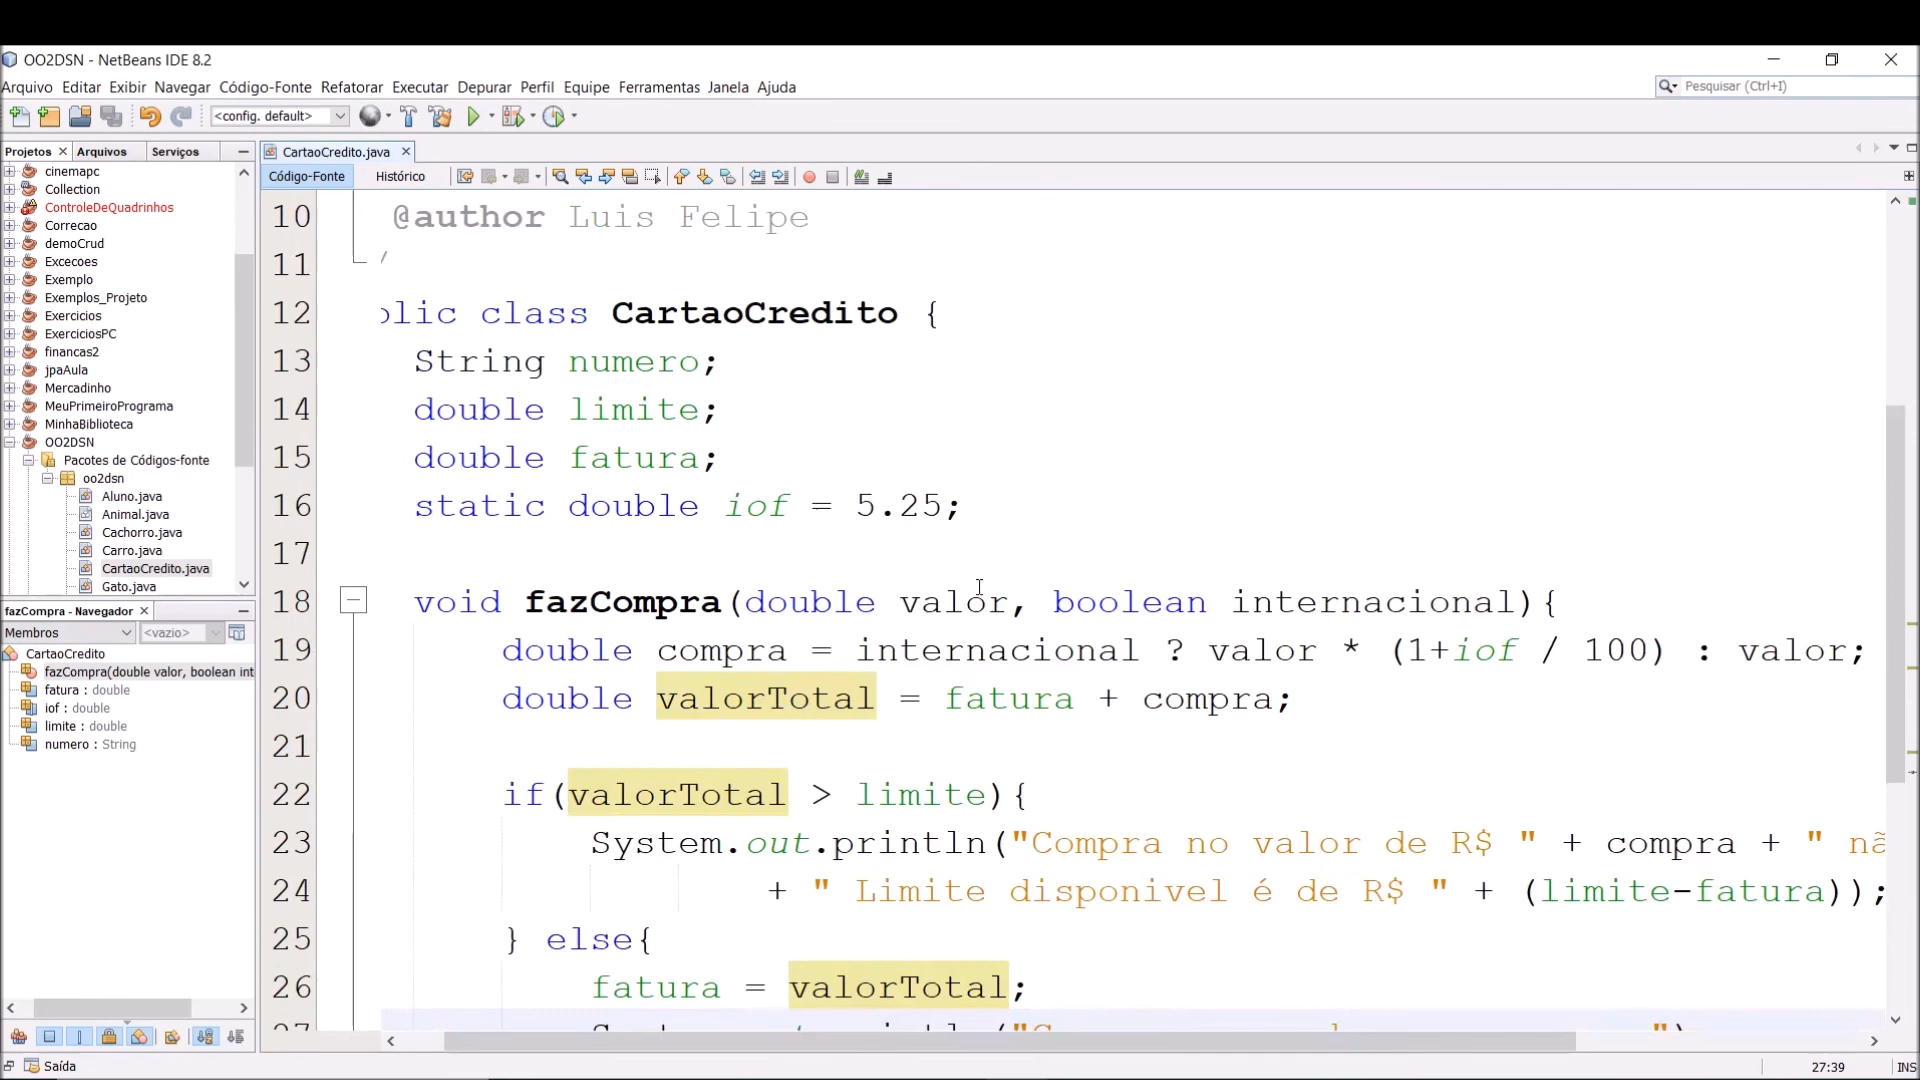 OO2DSN - NetBeans IDE 8.2
Arquivo Editar Exibir Navegar Código-Fonte Refatorar Executar Depurar Perfil Equipe Ferramentas Janela Ajuda
Pesquisar (Ctrl+I)
<config. default>
Projetos Arquivos Serviços
cinemapc
Collection
ControleDeQuadrinhos
Correcao
demoCrud
Excecoes
Exemplo
Exemplos_Projeto
Exercicios
ExerciciosPC
financas2
jpaAula
Mercadinho
MeuPrimeiroPrograma
MinhaBiblioteca
OO2DSN
Pacotes de Códigos-fonte
oo2dsn
Aluno.java
Animal.java
Cachorro.java
Carro.java
CartaoCredito.java
Gato.java
fazCompra - Navegador
Membros <vazio>
CartaoCredito
fazCompra(double valor, boolean int
fatura : double
iof : double
limite : double
numero : String
CartaoCredito.java
Código-Fonte Histórico
10 @author Luis Felipe
11 /
12 blic class CartaoCredito {
13 String numero;
14 double limite;
15 double fatura;
16 static double iof = 5.25;
17
18 void fazCompra(double valor, boolean internacional){
19 double compra = internacional ? valor * (1+iof / 100) : valor;
20 double valorTotal = fatura + compra;
21
22 if(valorTotal > limite){
23 System.out.println("Compra no valor de R$ " + compra + " nã
24 + " Limite disponivel é de R$ " + (limite-fatura));
25 } else{
26 fatura = valorTotal;
27
Saída
27:39 INS